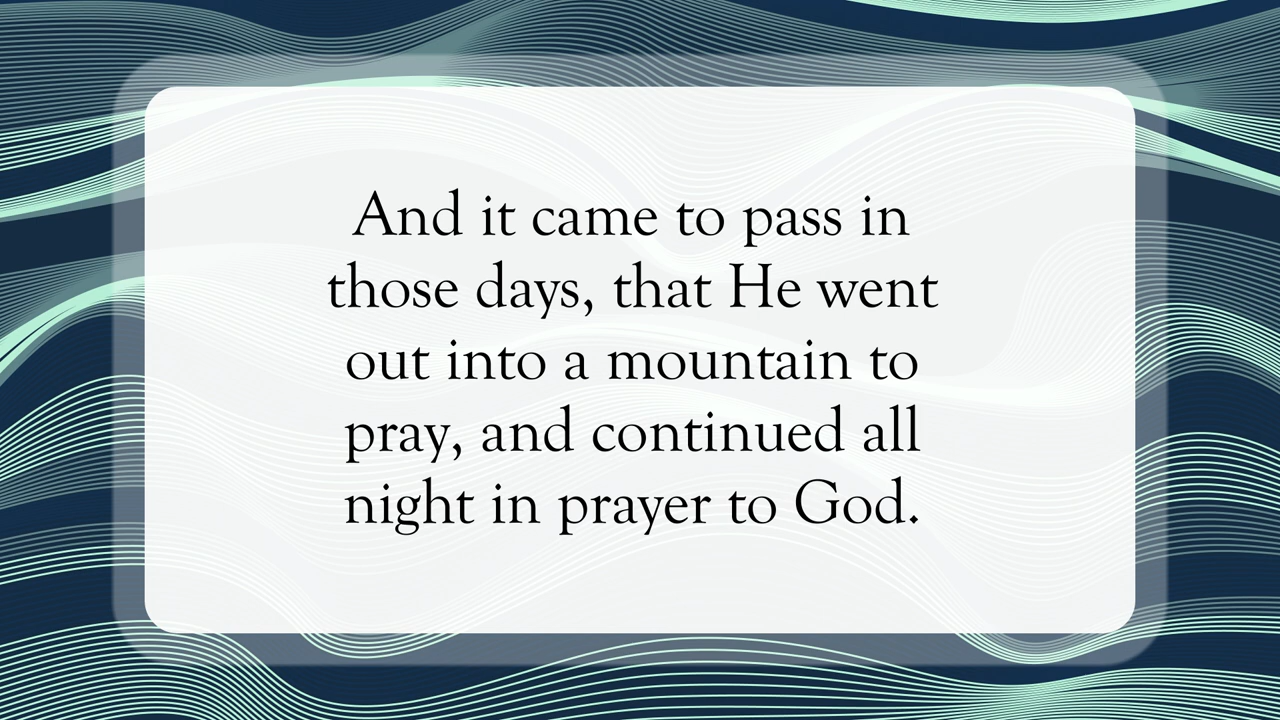 And it came to pass in
those days, that He went
out into a mountain to
pray, and continued all
night in prayer to God.